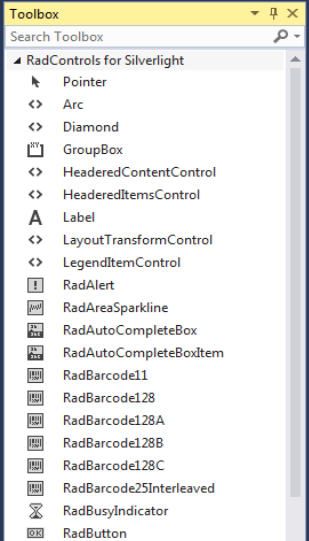 Toolbox
Search Toolbox
RadControls for Silverlight
Pointer
Arc
Diamond
GroupBox
HeaderedContentControl
HeaderedItemsControl
A Label
LayoutTransformControl
LegendItemControl
RadAlert
RadAreaSparkline
RadAutoCompleteBox
RadAutoCompleteBoxItem
RadBarcode11
RadBarcode128
RadBarcode128A
RadBarcode128B
RadBarcode128C
RadBarcode25Interleaved
RadBusyIndicator
OK RadButton